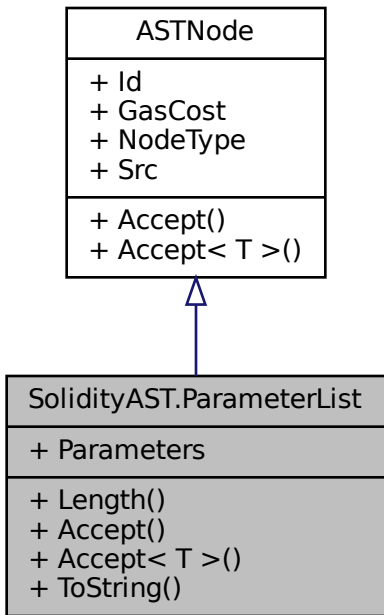 ASTNode
+ Id
+ GasCost
+ NodeType
+ Src
+ Accept()
+ Accept< T >()
SolidityAST.ParameterList
+ Parameters
+ Length()
+ Accept()
+ Accept< T >()
+ ToString()